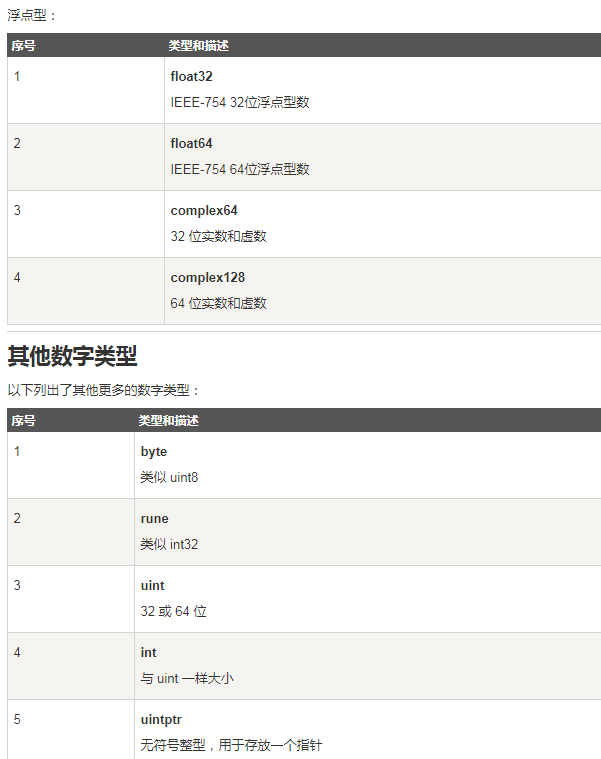 浮点型：
序号 类型和描述
1 float32
IEEE-754 32位浮点型数
2 float64
IEEE-754 64位浮点型数
3 complex64
32 位实数和虚数
4 complex128
64 位实数和虚数
其他数字类型
以下列出了其他更多的数字类型：
序号 类型和描述
1 byte
类似 uint8
2 rune
类似 int32
3 uint
32 或 64 位
4 int
与 uint 一样大小
5 uintptr
无符号整型，用于存放一个指针